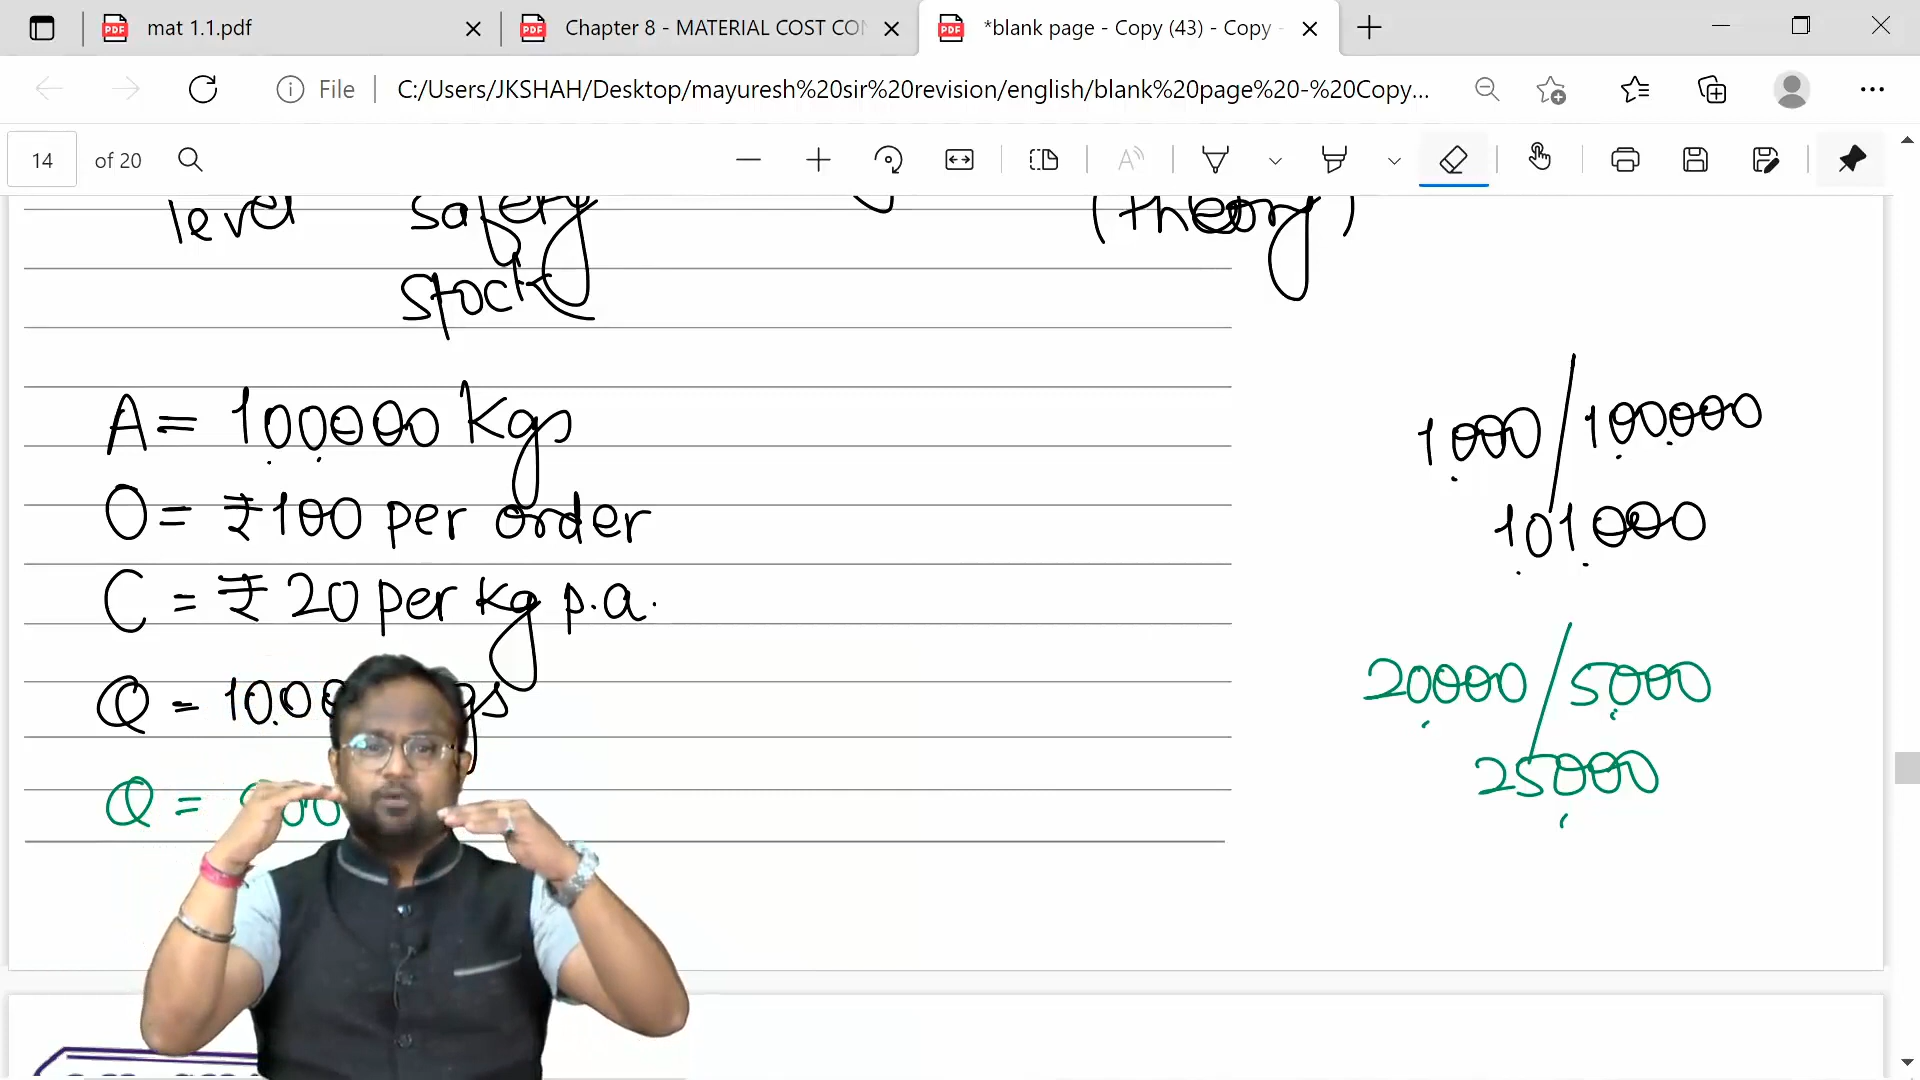 mat 1.1.pdf
Chapter 8 - MATERIAL COST CON
*blank page - Copy (43) - Copy -
File
C:/Users/JKSHAH/Desktop/mayuresh%20sir%20revision/english/blank%20page%20-%20Copy...
14 of 20
level safety (theory)
stock
A = 100000 Kgs
O = ₹100 per order
C = ₹ 20 per kg p.a.
Q =
Q =
1000/100000
101000
20000/5000
25000